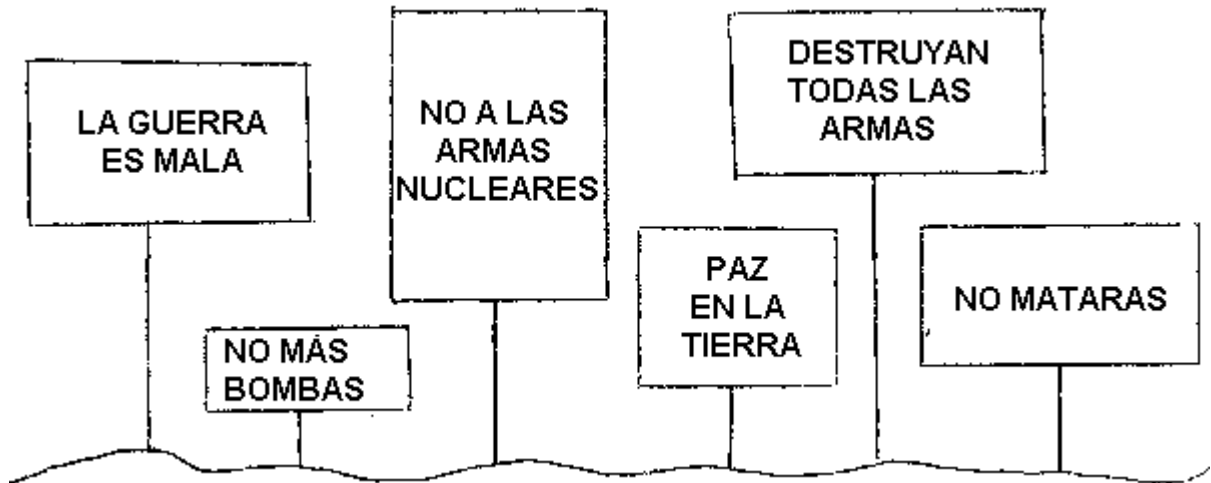 LA GUERRA
ES MALA
NO MÁS
BOMBAS
NO A LAS
ARMAS
NUCLEARES
PAZ
EN LA
TIERRA
DESTRUYAN
TODAS LAS
ARMAS
NO MATARAS